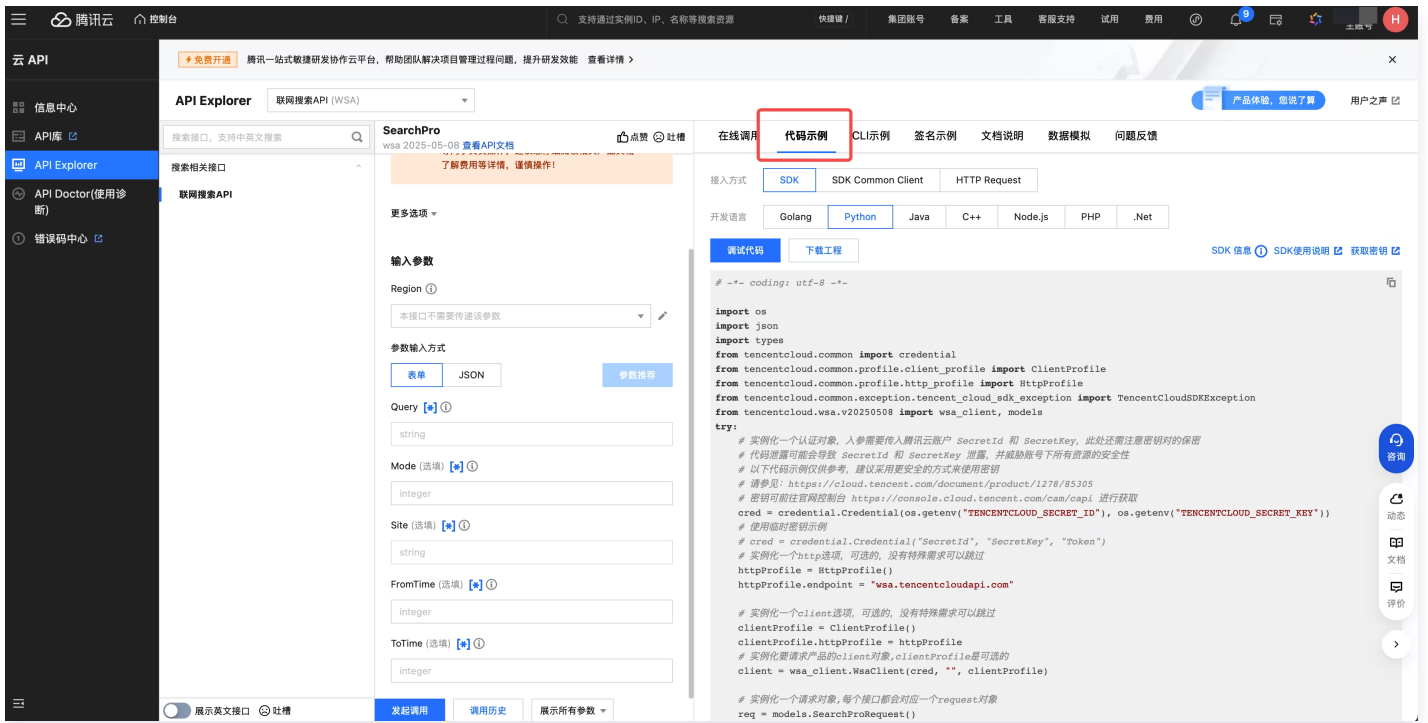 腾讯云
控制台
支持通过实例ID、IP、名称等搜索资源
快捷键 /
集团账号
备案
工具
客服支持
试用
费用
9
主账号
H
云 API
信息中心
API库
API Explorer
API Doctor(使用诊
断)
错误码中心
免费开通
腾讯一站式敏捷研发协作云平台，帮助团队解决项目管理过程问题，提升研发效能 查看详情 >
API Explorer
联网搜索API (WSA)
产品体验，您说了算
用户之声
搜索接口，支持中英文搜索
搜索相关接口
联网搜索API
展示英文接口
吐槽
SearchPro
点赞
吐槽
wsa 2025-05-08 查看API文档
了解费用等详情，谨慎操作！
更多选项
输入参数
Region
本接口不需要传递该参数
参数输入方式
表单
JSON
参数推荐
Query [*]
string
Mode (选填) [*]
integer
Site (选填) [*]
string
FromTime (选填) [*]
integer
ToTime (选填) [*]
integer
发起调用
调用历史
展示所有参数
在线调用
代码示例
CLI示例
签名示例
文档说明
数据模拟
问题反馈
接入方式
SDK
SDK Common Client
HTTP Request
开发语言
Golang
Python
Java
C++
Node.js
PHP
.Net
调试代码
下载工程
SDK 信息
SDK使用说明
获取密钥
# -*- coding: utf-8 -*-
import os
import json
import types
from tencentcloud.common import credential
from tencentcloud.common.profile.client_profile import ClientProfile
from tencentcloud.common.profile.http_profile import HttpProfile
from tencentcloud.common.exception.tencent_cloud_sdk_exception import TencentCloudSDKException
from tencentcloud.wsa.v20250508 import wsa_client, models
try:
# 实例化一个认证对象，入参需要传入腾讯云账户 SecretId 和 SecretKey，此处还需注意密钥对的保密
# 代码泄露可能会导致 SecretId 和 SecretKey 泄露，并威胁账号下所有资源的安全性
# 以下代码示例仅供参考，建议采用更安全的方式来使用密钥
# 请参见：https://cloud.tencent.com/document/product/1278/85305
# 密钥可前往官网控制台 https://console.cloud.tencent.com/cam/capi 进行获取
cred = credential.Credential(os.getenv("TENCENTCLOUD_SECRET_ID"), os.getenv("TENCENTCLOUD_SECRET_KEY"))
# 使用临时密钥示例
# cred = credential.Credential("SecretId", "SecretKey", "Token")
# 实例化一个http选项，可选的，没有特殊需求可以跳过
httpProfile = HttpProfile()
httpProfile.endpoint = "wsa.tencentcloudapi.com"
# 实例化一个client选项，可选的，没有特殊需求可以跳过
clientProfile = ClientProfile()
clientProfile.httpProfile = httpProfile
# 实例化要请求产品的client对象,clientProfile是可选的
client = wsa_client.WsaClient(cred, "", clientProfile)
# 实例化一个请求对象,每个接口都会对应一个request对象
req = models.SearchProRequest()
咨询
动态
文档
评价